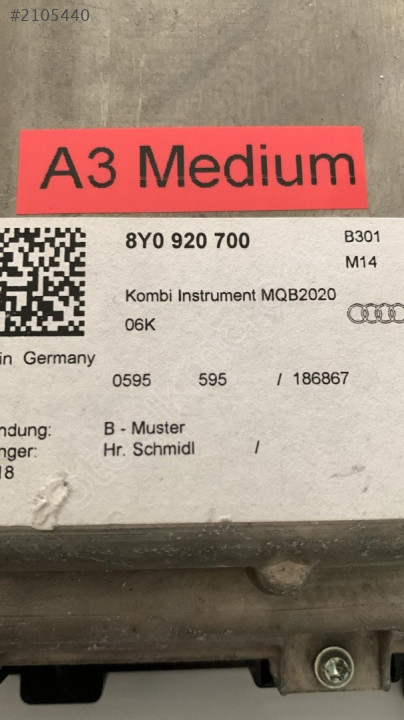 #2105440
A3 Medium
8Y0 920 700 B301
M14
Kombi Instrument MQB2020
06K
in Germany
0595 595 / 186867
ndung: B - Muster
nger: Hr. Schmidl /
18